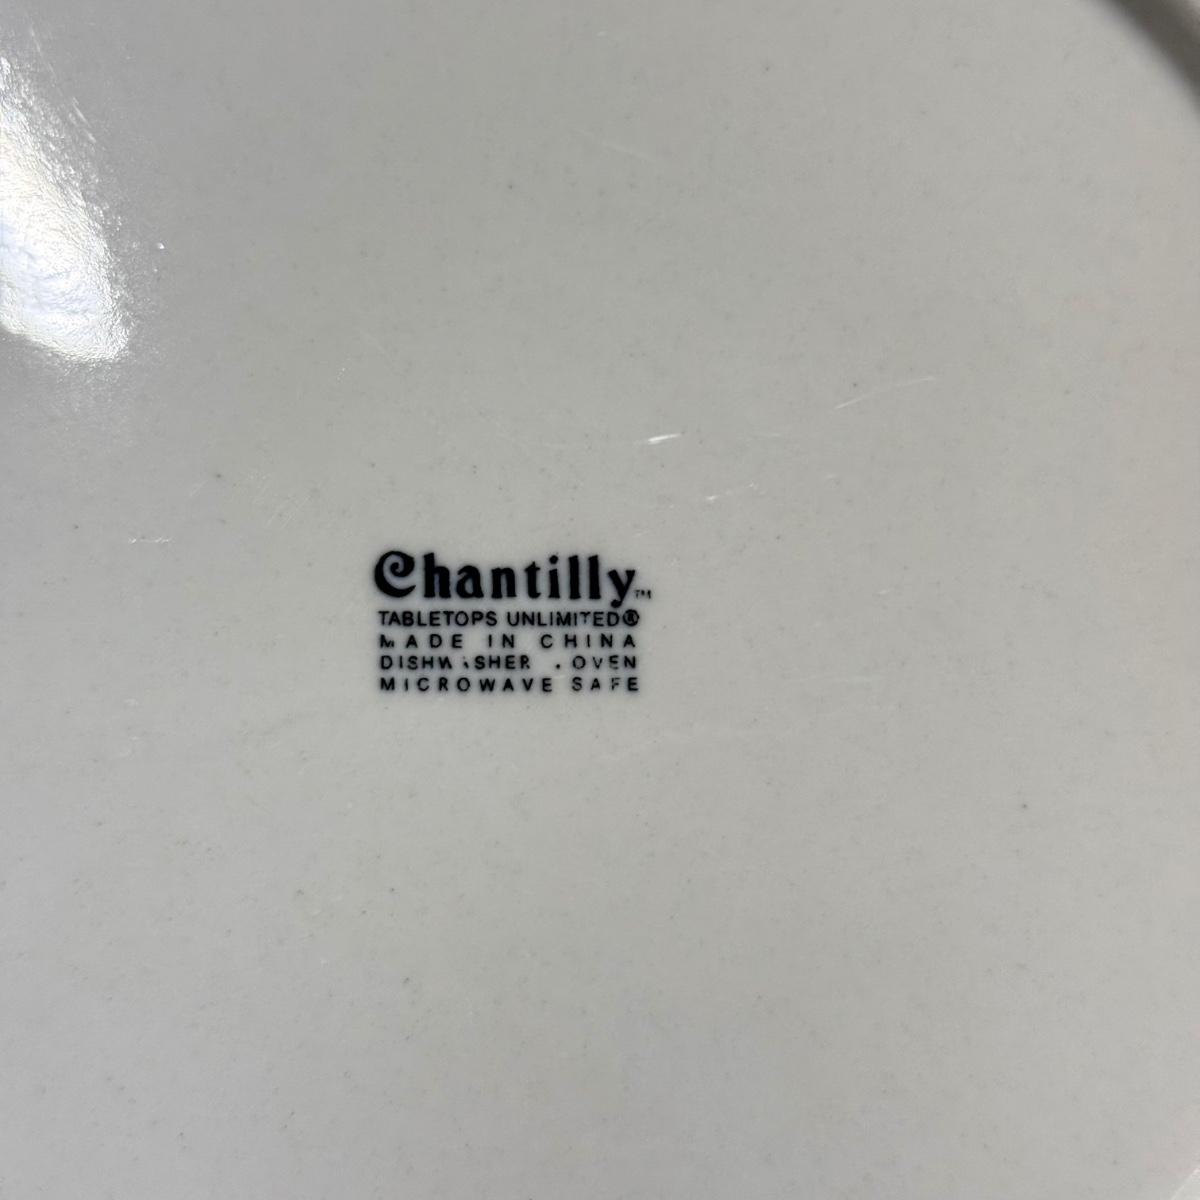 Chantilly™
TABLETOPS UNLIMITED®
MADE IN CHINA
DISHWASHER . OVEN
MICROWAVE SAFE